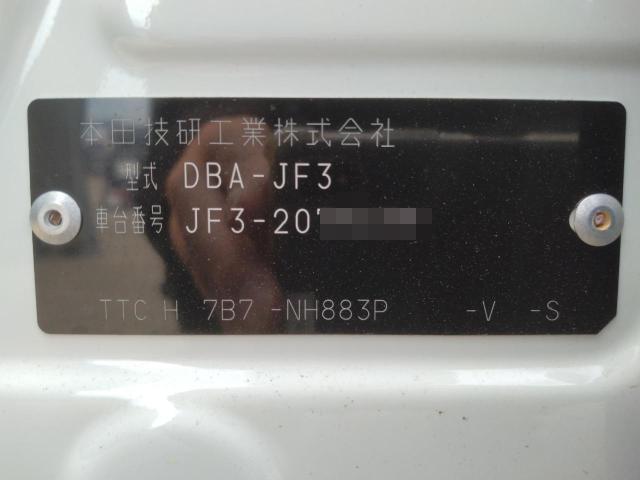 本田技研工業株式会社
型式 DBA-JF3
車台番号 JF3-207
TTC H 7B7 -NH883P -V -S